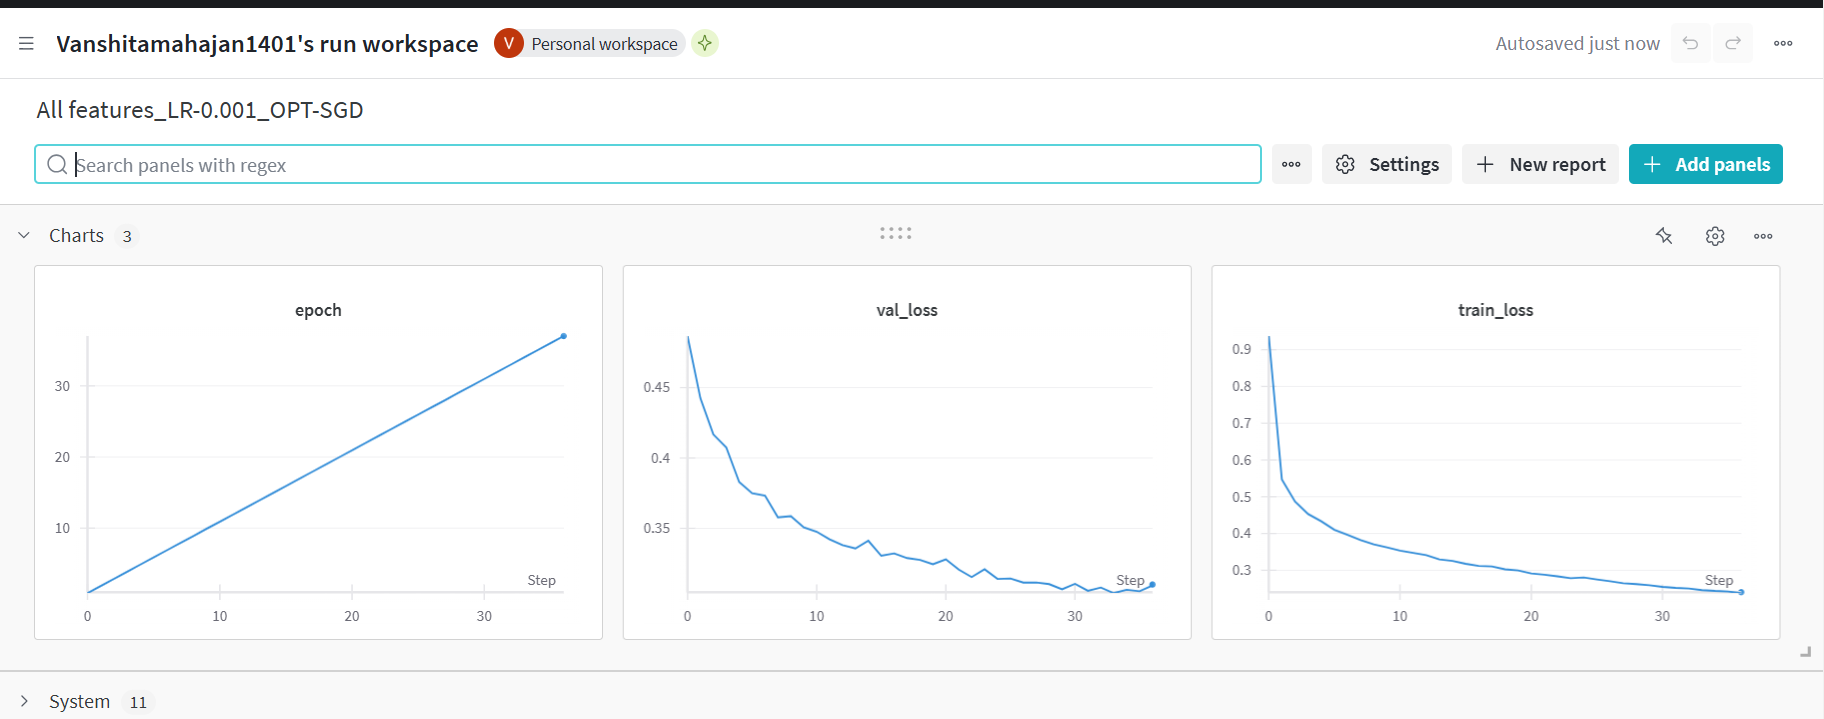 Vanshitamahajan1401's run workspace V Personal workspace Autosaved just now
All features_LR-0.001_OPT-SGD
Search panels with regex Settings New report Add panels
Charts 3
epoch
30
20
10
Step
0 10 20 30
val_loss
0.45
0.4
0.35
Step
0 10 20 30
train_loss
0.9
0.8
0.7
0.6
0.5
0.4
0.3
Step
0 10 20 30
System 11